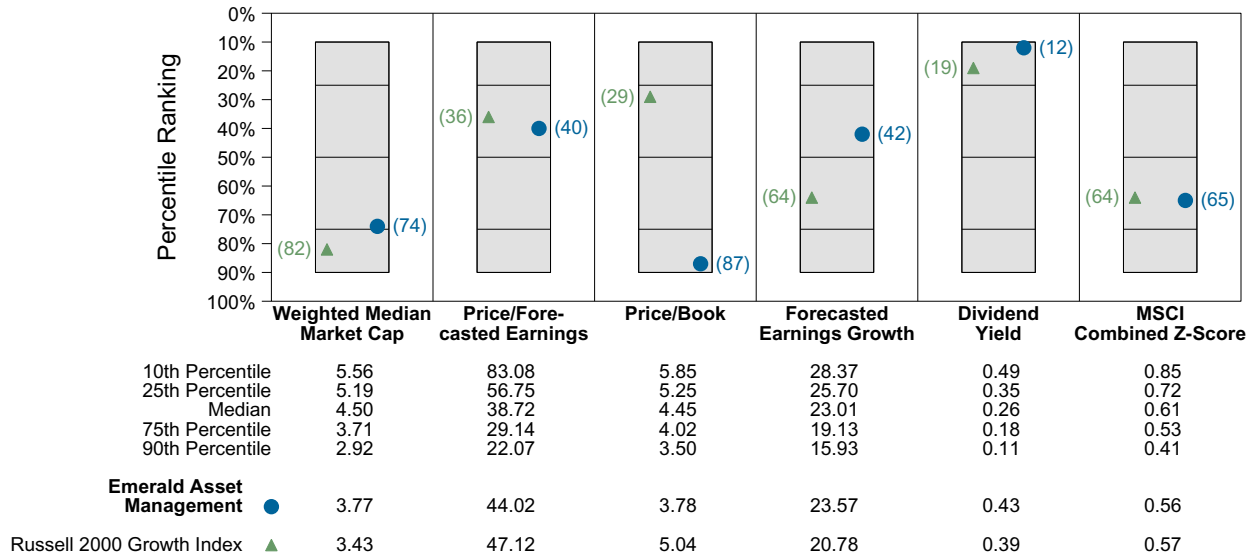 0%
10%
20%
30%
40%
50%
60%
70%
80%
90%
100%
Percentile Ranking
(82) (74)
(36) (40)
(29) (87)
(64) (42)
(19) (12)
(64) (65)
Weighted Median Market Cap
Price/Fore-casted Earnings
Price/Book
Forecasted Earnings Growth
Dividend Yield
MSCI Combined Z-Score
10th Percentile 5.56 83.08 5.85 28.37 0.49 0.85
25th Percentile 5.19 56.75 5.25 25.70 0.35 0.72
Median 4.50 38.72 4.45 23.01 0.26 0.61
75th Percentile 3.71 29.14 4.02 19.13 0.18 0.53
90th Percentile 2.92 22.07 3.50 15.93 0.11 0.41
Emerald Asset
Management 3.77 44.02 3.78 23.57 0.43 0.56
Russell 2000 Growth Index 3.43 47.12 5.04 20.78 0.39 0.57